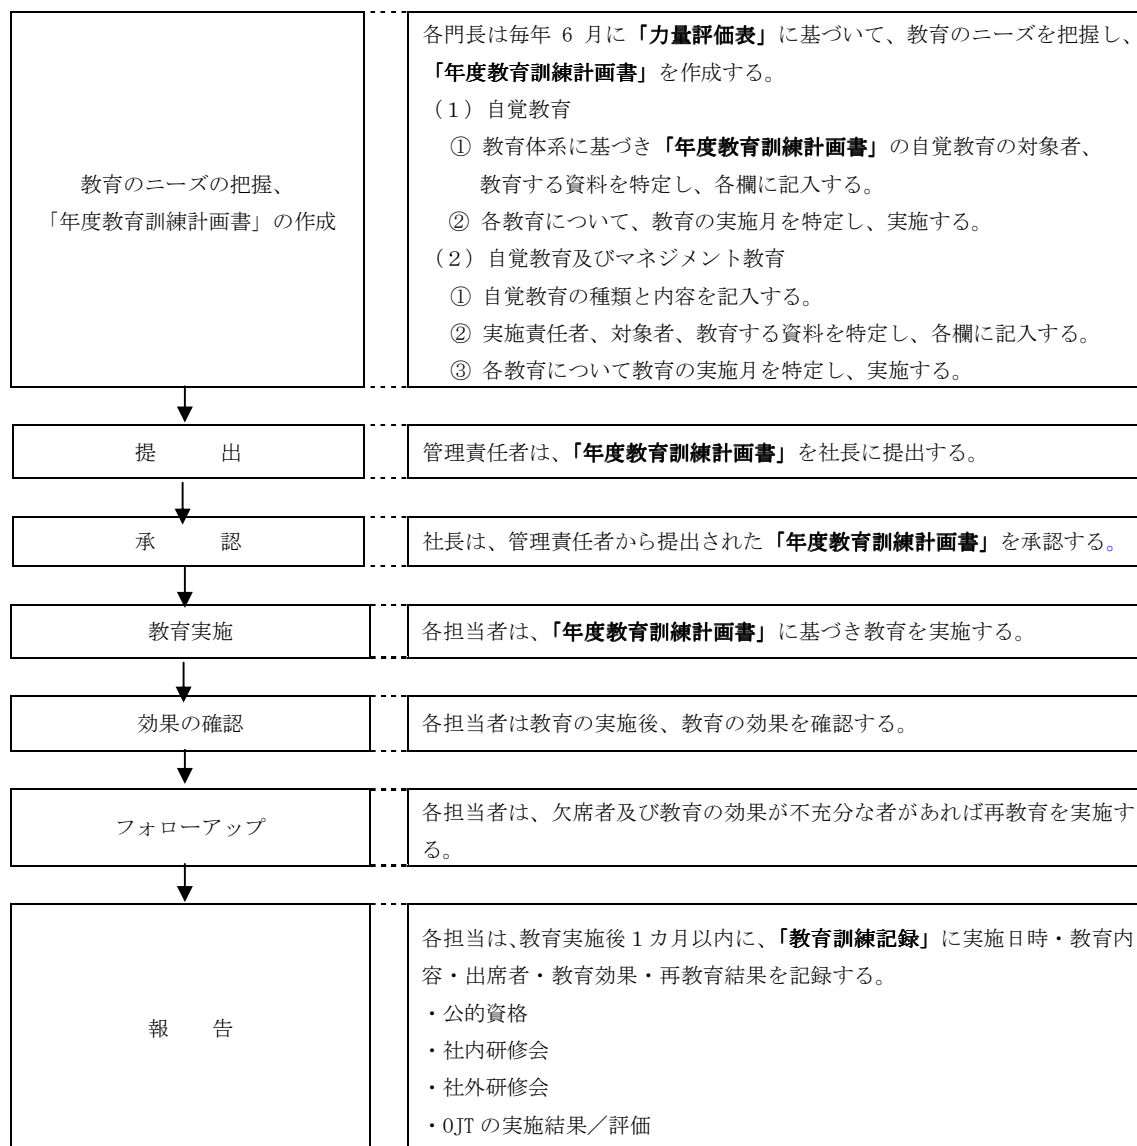 教育のニーズの把握、
「年度教育訓練計画書」の作成
各門長は毎年 6 月に「力量評価表」に基づいて、教育のニーズを把握し、
「年度教育訓練計画書」を作成する。
（１）自覚教育
① 教育体系に基づき「年度教育訓練計画書」の自覚教育の対象者、
教育する資料を特定し、各欄に記入する。
② 各教育について、教育の実施月を特定し、実施する。
（２）自覚教育及びマネジメント教育
① 自覚教育の種類と内容を記入する。
② 実施責任者、対象者、教育する資料を特定し、各欄に記入する。
③ 各教育について教育の実施月を特定し、実施する。
提　　出
管理責任者は、「年度教育訓練計画書」を社長に提出する。
承　　認
社長は、管理責任者から提出された「年度教育訓練計画書」を承認する。
教育実施
各担当者は、「年度教育訓練計画書」に基づき教育を実施する。
効果の確認
各担当者は教育の実施後、教育の効果を確認する。
フォローアップ
各担当者は、欠席者及び教育の効果が不充分な者があれば再教育を実施す
る。
報　　告
各担当は、教育実施後１カ月以内に、「教育訓練記録」に実施日時・教育内
容・出席者・教育効果・再教育結果を記録する。
・公的資格
・社内研修会
・社外研修会
・OJT の実施結果／評価